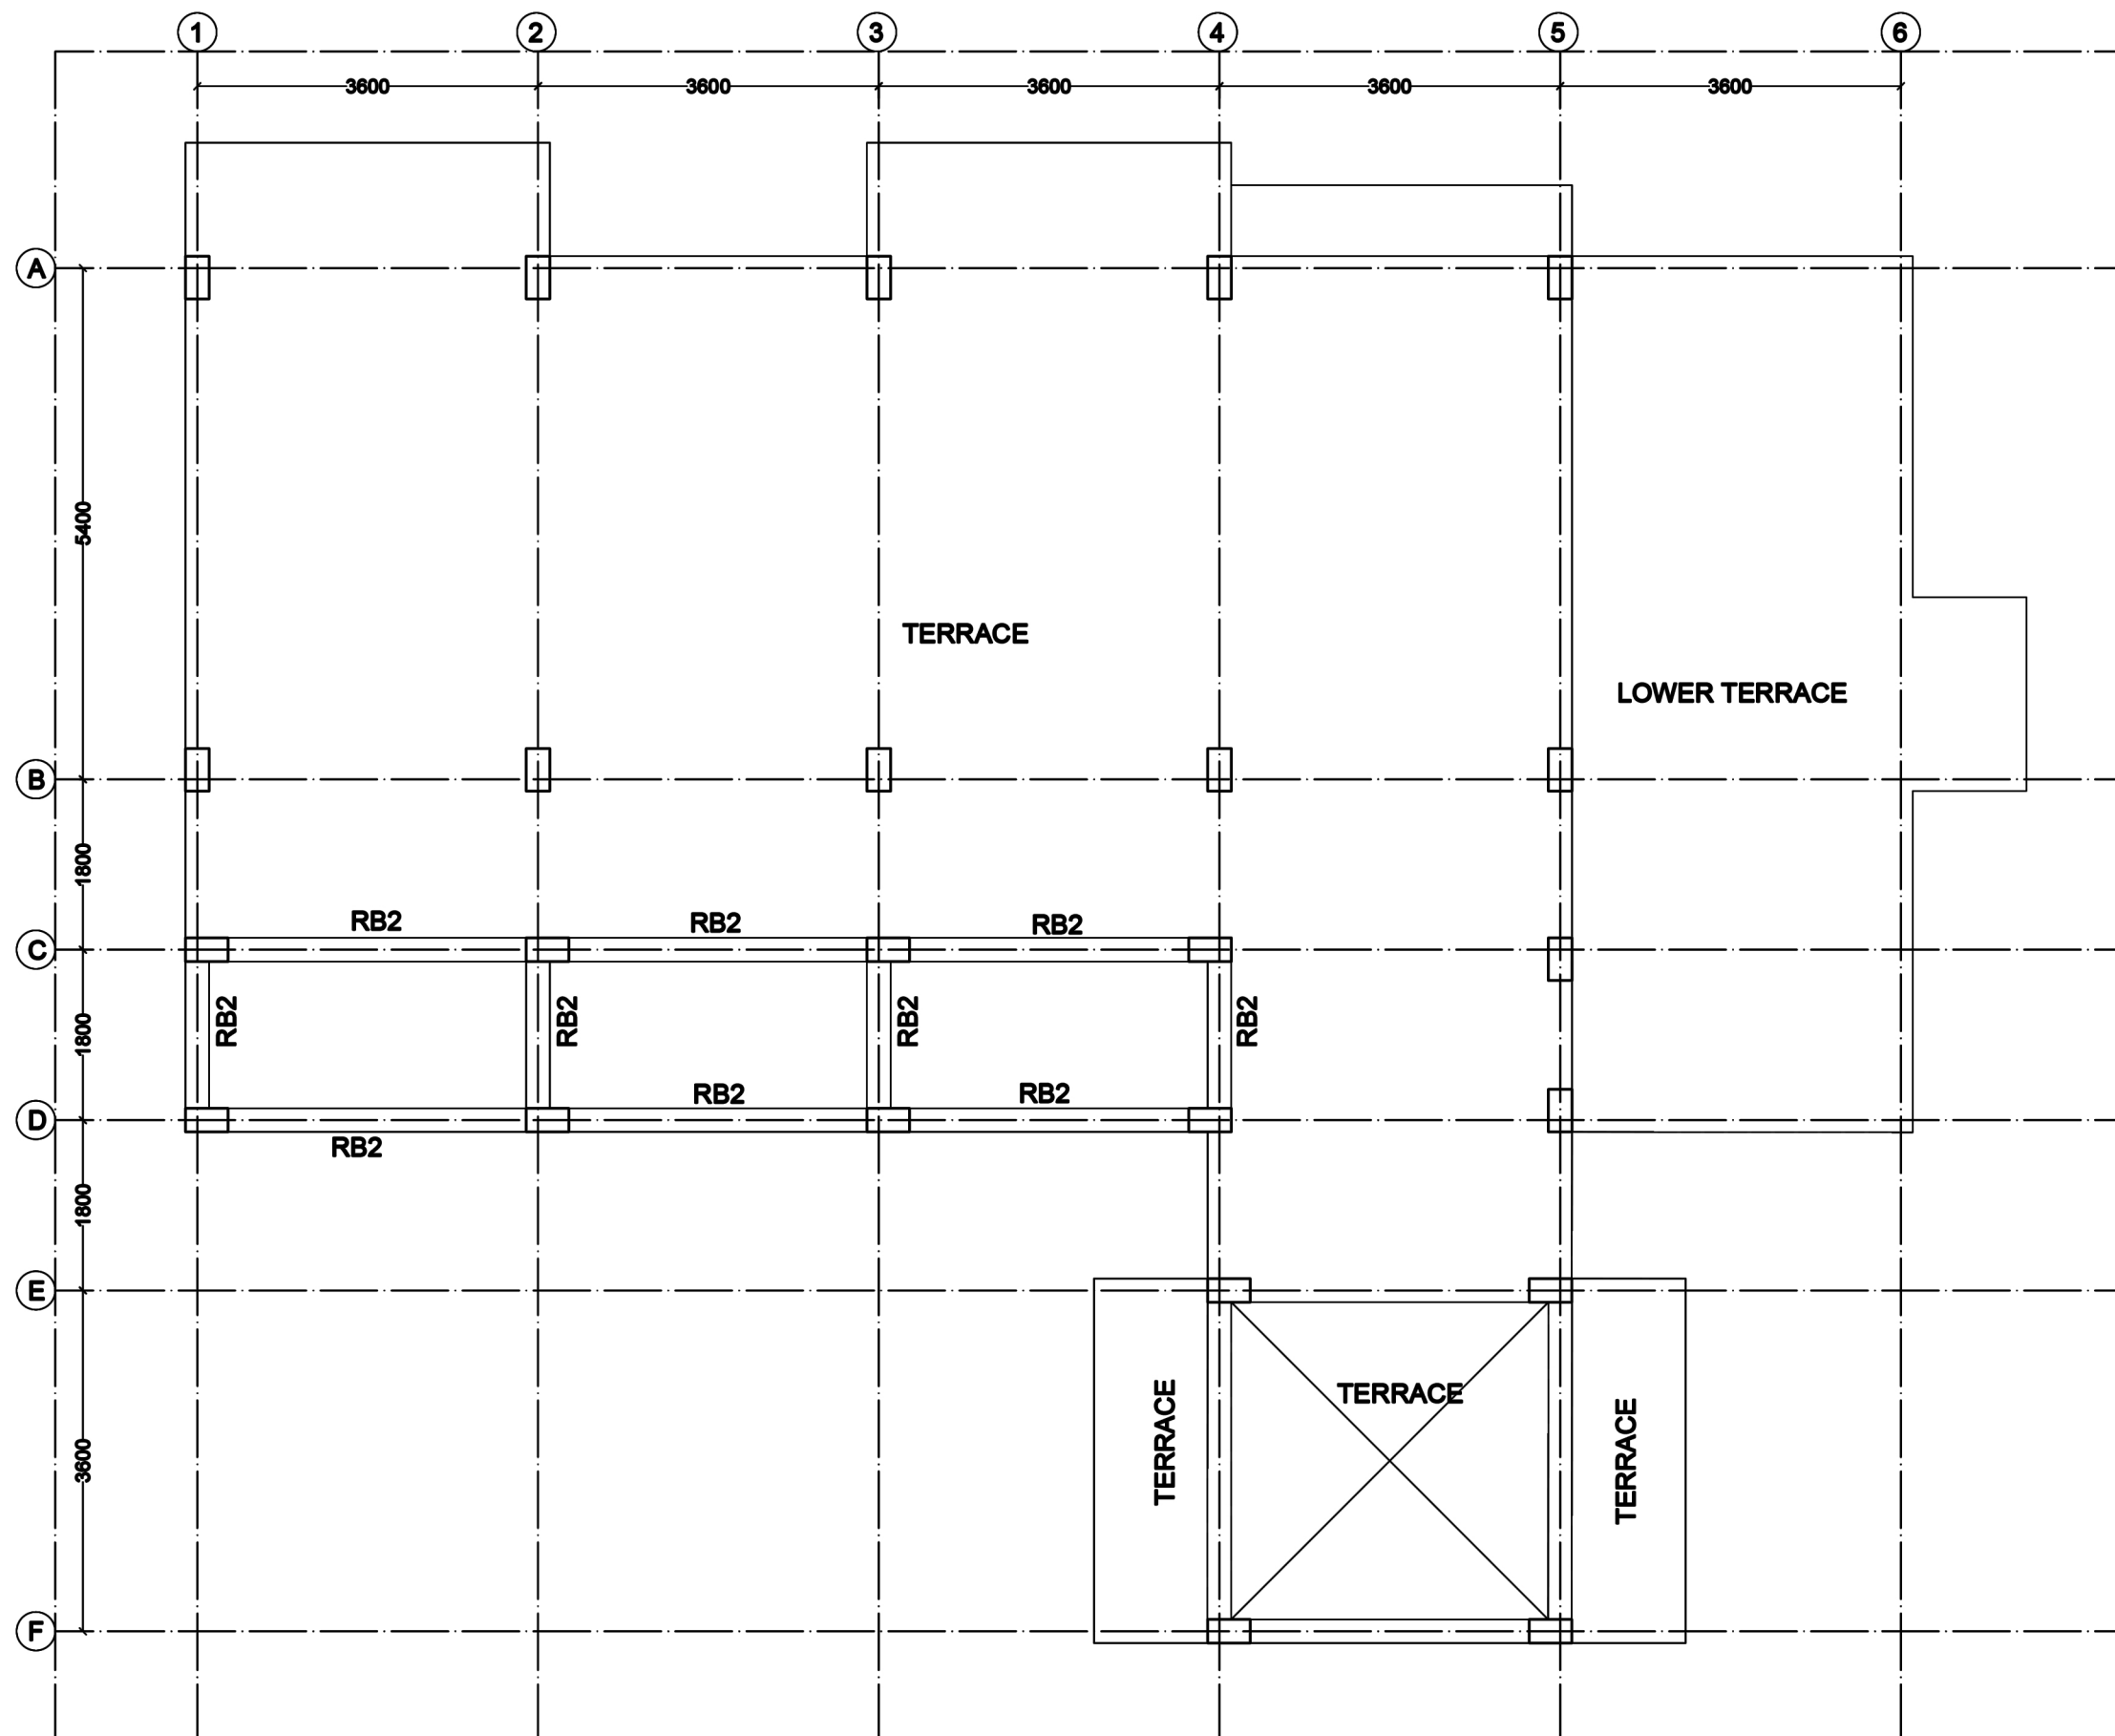 1 2 3 4 5 6
3600 3600 3600 3600 3600
A
5400
TERRACE
LOWER TERRACE
B
1800
RB2 RB2 RB2
C
RB2 RB2 RB2 RB2
1800
RB2 RB2
D
RB2
1800
E
TERRACE
TERRACE
TERRACE
3600
F